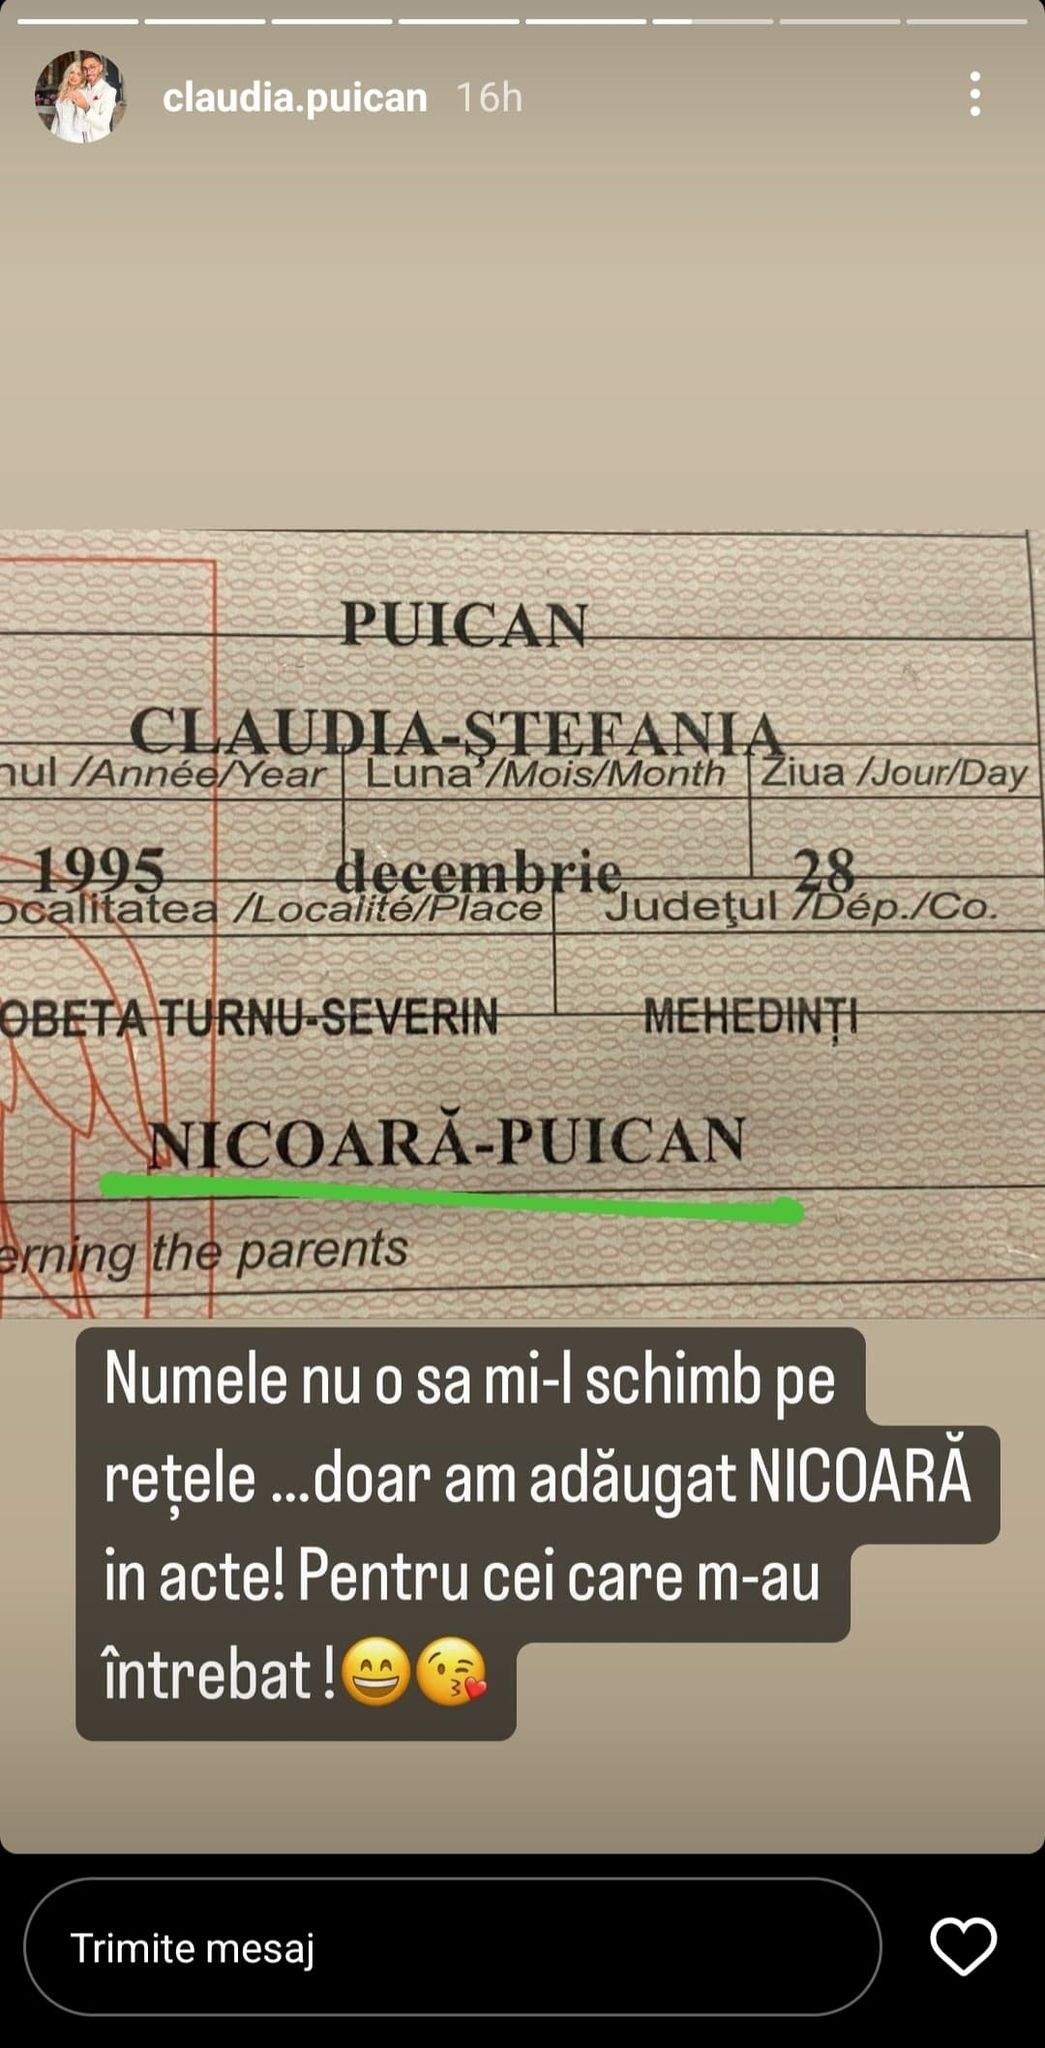 claudia.puican 16h
PUICAN
CLAUDIA-ŞTEFANIA
nul /Année/Year Luna /Mois/Month Ziua /Jour/Day
1995 decembrie 28
ocalitatea /Localité/Place Judeţul /Dép./Co.
OBETA TURNU-SEVERIN MEHEDINȚI
NICOARĂ-PUICAN
erning the parents
Numele nu o sa mi-l schimb pe
rețele ...doar am adăugat NICOARĂ
in acte! Pentru cei care m-au
întrebat !😄😘
Trimite mesaj